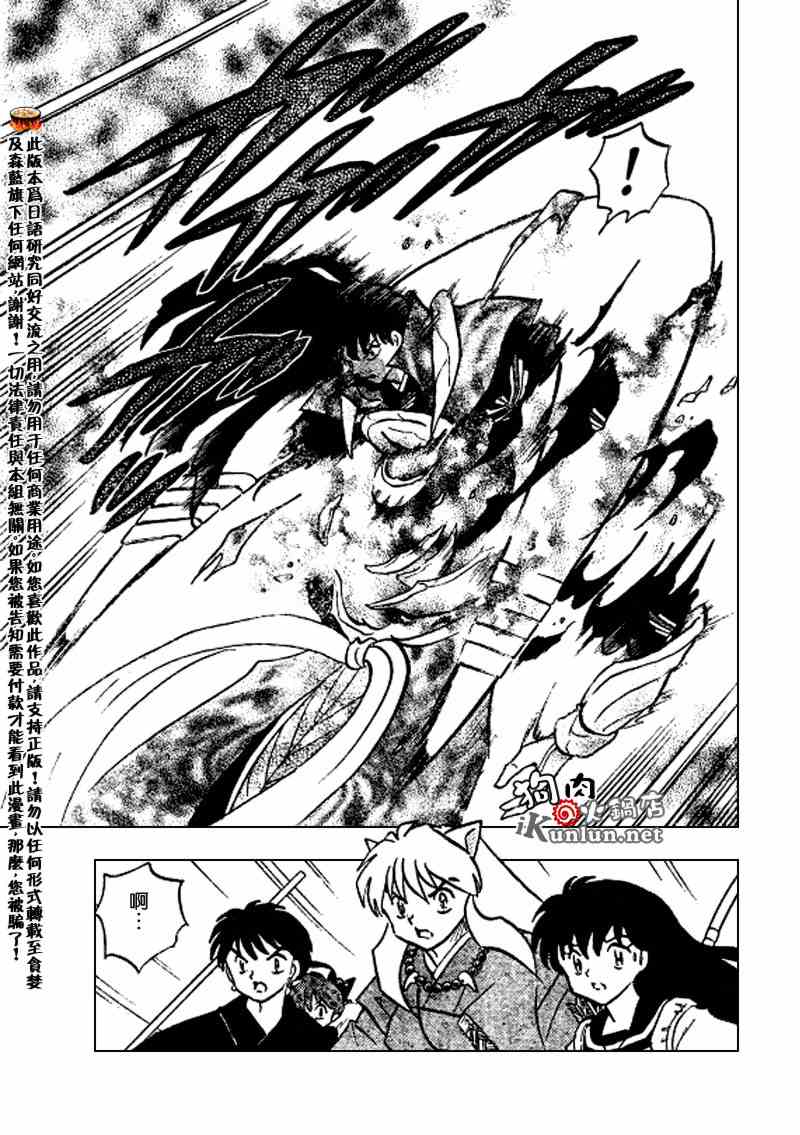 !
啊…
此版本爲日語研究同好交流之用,請勿用于任何商業用途。如您喜歡此作品,請支持正版!請勿以任何形式轉載至貪婪
及森藍旗下任何網站,謝謝!一切法律責任與本組無關。如果您被告知需要付款才能看到此漫畫,那麽,您被騙了!
狗肉
火鍋店
iKunlun.net